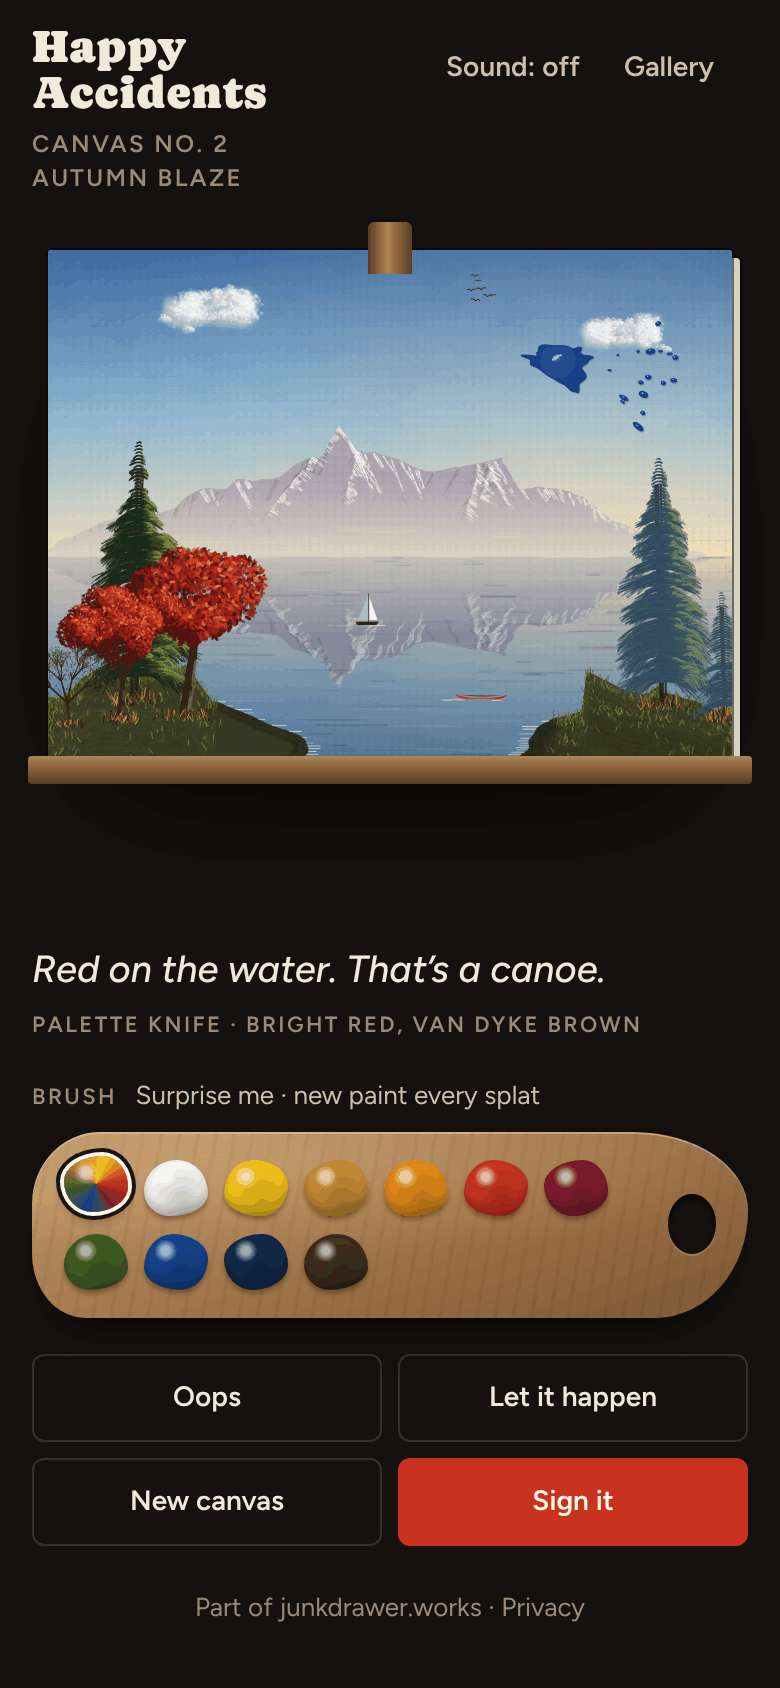 Happy
Accidents
Sound: off
Gallery
CANVAS NO. 2
AUTUMN BLAZE
Red on the water. That’s a canoe.
PALETTE KNIFE · BRIGHT RED, VAN DYKE BROWN
BRUSH Surprise me · new paint every splat
Oops
Let it happen
New canvas
Sign it
Part of junkdrawer.works · Privacy